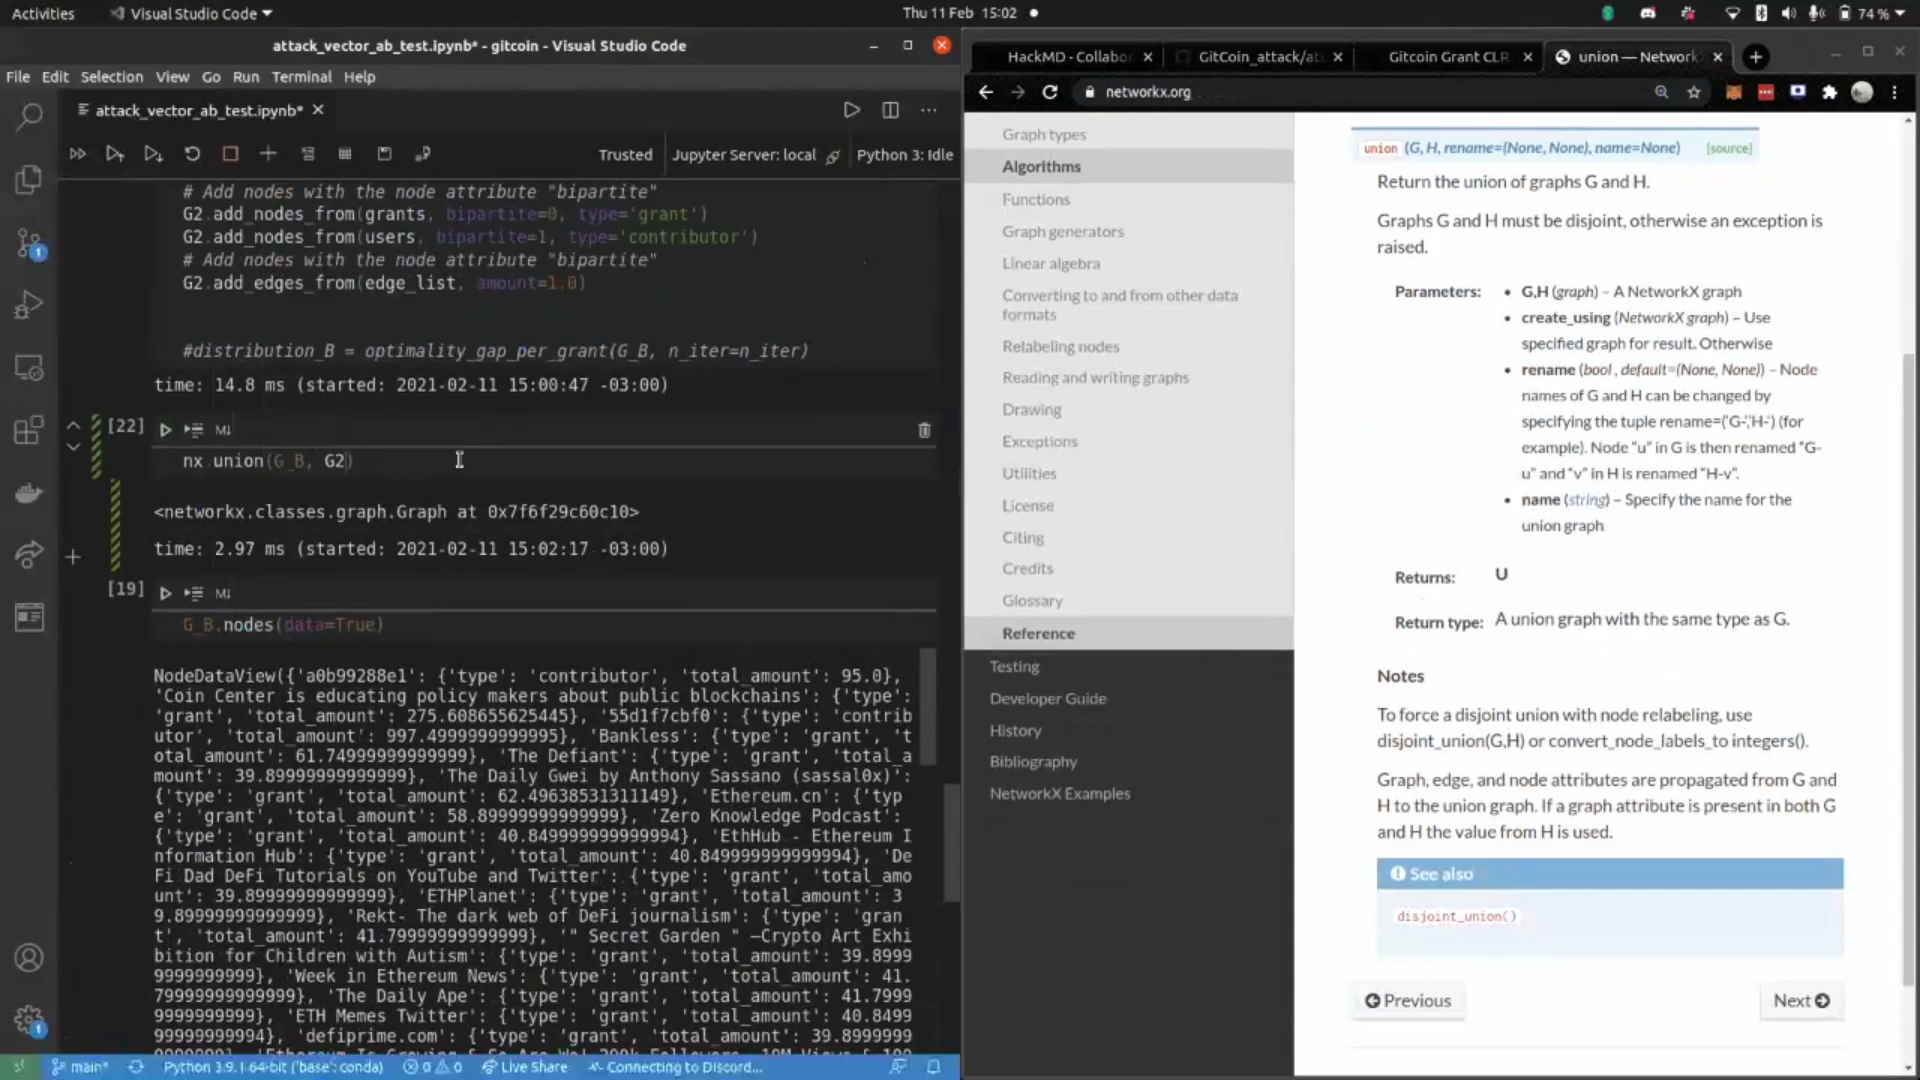 Activities
Visual Studio Code
Thu 11 Feb 15:02
74 %
attack_vector_ab_test.ipynb* - gitcoin - Visual Studio Code
File Edit Selection View Go Run Terminal Help
attack_vector_ab_test.ipynb*
Trusted
Jupyter Server: local
Python 3: Idle
# Add nodes with the node attribute "bipartite"
G2.add_nodes_from(grants, bipartite=0, type='grant')
G2.add_nodes_from(users, bipartite=1, type='contributor')
# Add nodes with the node attribute "bipartite"
G2.add_edges_from(edge_list, amount=1.0)
#distribution_B = optimality_gap_per_grant(G_B, n_iter=n_iter)
time: 14.8 ms (started: 2021-02-11 15:00:47 -03:00)
[22]
M↓
nx.union(G_B, G2)
<networkx.classes.graph.Graph at 0x7f6f29c60c10>
time: 2.97 ms (started: 2021-02-11 15:02:17 -03:00)
[19]
M↓
G_B.nodes(data=True)
NodeDataView({'a0b99288e1': {'type': 'contributor', 'total_amount': 95.0},
'Coin Center is educating policy makers about public blockchains': {'type':
'grant', 'total_amount': 275.608655625445}, '55d1f7cbf0': {'type': 'contrib
utor', 'total_amount': 997.4999999999995}, 'Bankless': {'type': 'grant', 't
otal_amount': 61.74999999999999}, 'The Defiant': {'type': 'grant', 'total_a
mount': 39.89999999999999}, 'The Daily Gwei by Anthony Sassano (sassal0x)':
{'type': 'grant', 'total_amount': 62.49638531311149}, 'Ethereum.cn': {'typ
e': 'grant', 'total_amount': 58.89999999999999}, 'Zero Knowledge Podcast':
{'type': 'grant', 'total_amount': 40.849999999999994}, 'EthHub - Ethereum I
nformation Hub': {'type': 'grant', 'total_amount': 40.849999999999994}, 'De
Fi Dad DeFi Tutorials on YouTube and Twitter': {'type': 'grant', 'total_amo
unt': 39.89999999999999}, 'ETHPlanet': {'type': 'grant', 'total_amount': 3
9.89999999999999}, 'Rekt- The dark web of DeFi journalism': {'type': 'gran
t', 'total_amount': 41.79999999999999}, '" Secret Garden " —Crypto Art Exhi
bition for Children with Autism': {'type': 'grant', 'total_amount': 39.8999
9999999999}, 'Week in Ethereum News': {'type': 'grant', 'total_amount': 41.
79999999999999}, 'The Daily Ape': {'type': 'grant', 'total_amount': 41.7999
9999999999}, 'ETH Memes Twitter': {'type': 'grant', 'total_amount': 40.8499
99999999994}, 'defiprime.com': {'type': 'grant', 'total_amount': 39.8999999
main*
Python 3.9.1 64-bit ('base': conda)
0 0
Live Share
Connecting to Discord...
HackMD - Collabor
GitCoin_attack/at
Gitcoin Grant CLR
union — Network
networkx.org
Graph types
Algorithms
Functions
Graph generators
Linear algebra
Converting to and from other data
formats
Relabeling nodes
Reading and writing graphs
Drawing
Exceptions
Utilities
License
Citing
Credits
Glossary
Reference
Testing
Developer Guide
History
Bibliography
NetworkX Examples
union (G, H, rename=(None, None), name=None) [source]
Return the union of graphs G and H.
Graphs G and H must be disjoint, otherwise an exception is
raised.
Parameters:
• G,H (graph) – A NetworkX graph
• create_using (NetworkX graph) – Use
specified graph for result. Otherwise
• rename (bool , default=(None, None)) – Node
names of G and H can be changed by
specifying the tuple rename=('G-','H-') (for
example). Node "u" in G is then renamed "G-
u" and "v" in H is renamed "H-v".
• name (string) – Specify the name for the
union graph
Returns: U
Return type: A union graph with the same type as G.
Notes
To force a disjoint union with node relabeling, use
disjoint_union(G,H) or convert_node_labels_to integers().
Graph, edge, and node attributes are propagated from G and
H to the union graph. If a graph attribute is present in both G
and H the value from H is used.
See also
disjoint_union()
Previous
Next